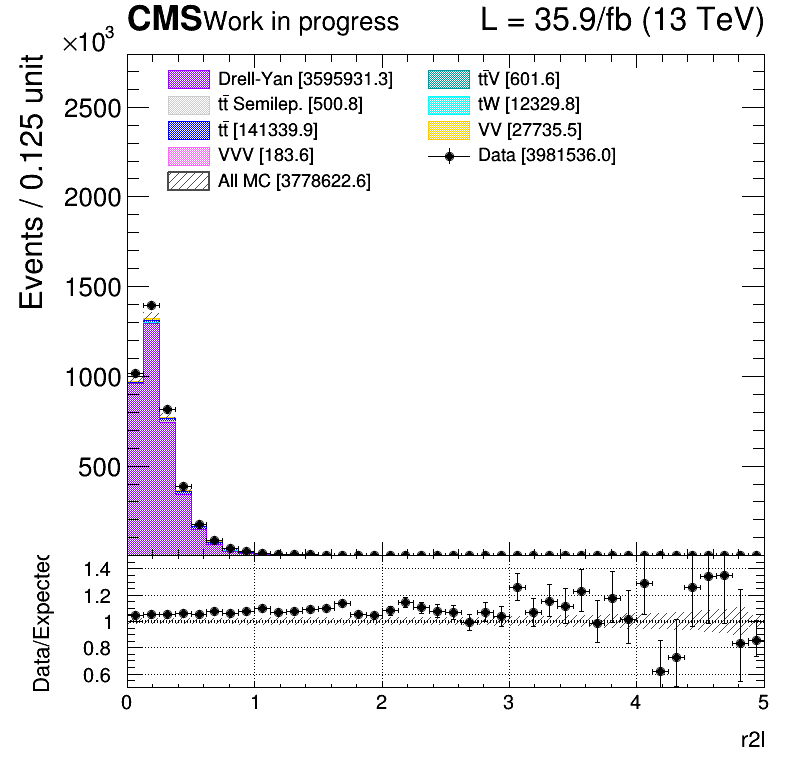 CMS Work in progress L = 35.9/fb (13 TeV)
×10³
Events / 0.125 unit
2500
2000
1500
1000
500
Drell-Yan [3595931.3]
tt̄ Semilep. [500.8]
tt̄ [141339.9]
VVV [183.6]
All MC [3778622.6]
tt̄V [601.6]
tW [12329.8]
VV [27735.5]
Data [3981536.0]
Data/Expected
1.4
1.2
1
0.8
0.6
0 1 2 3 4 5
r2l